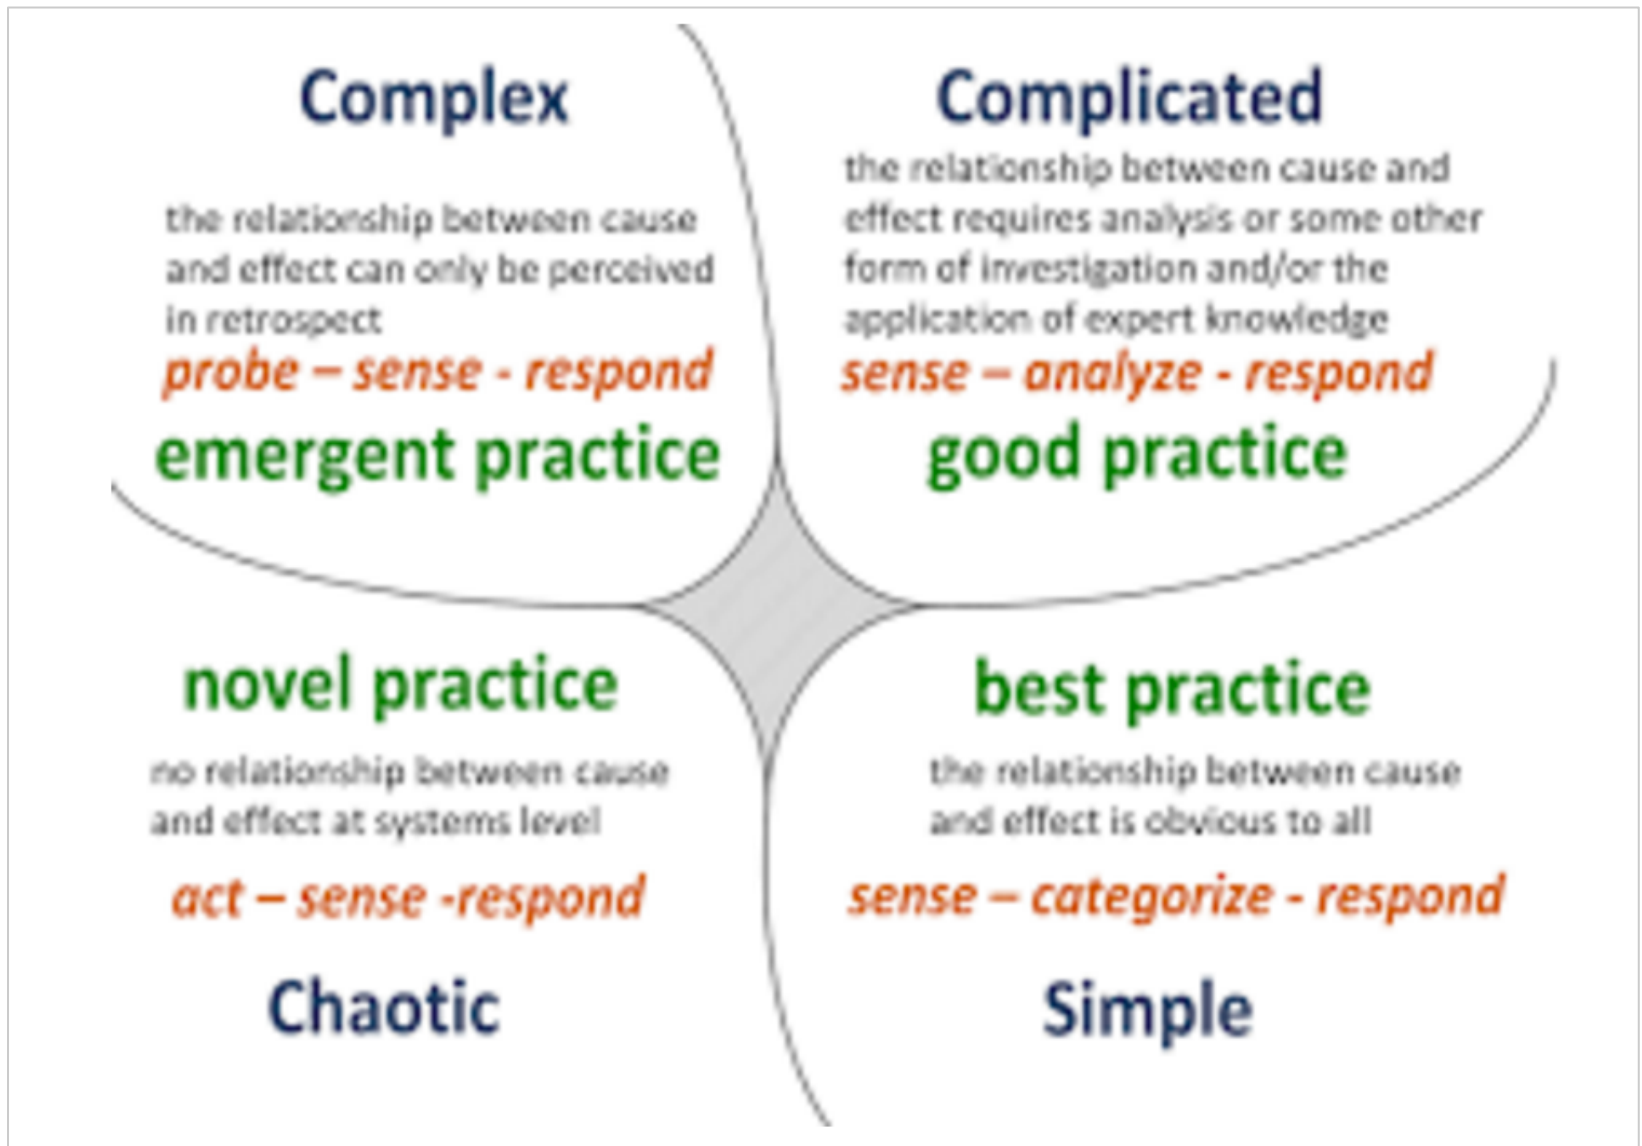 Complex
the relationship between cause
and effect can only be perceived
in retrospect
probe – sense - respond
emergent practice
Complicated
the relationship between cause and
effect requires analysis or some other
form of investigation and/or the
application of expert knowledge
sense – analyze - respond
good practice
novel practice
no relationship between cause
and effect at systems level
act – sense -respond
Chaotic
best practice
the relationship between cause
and effect is obvious to all
sense – categorize - respond
Simple